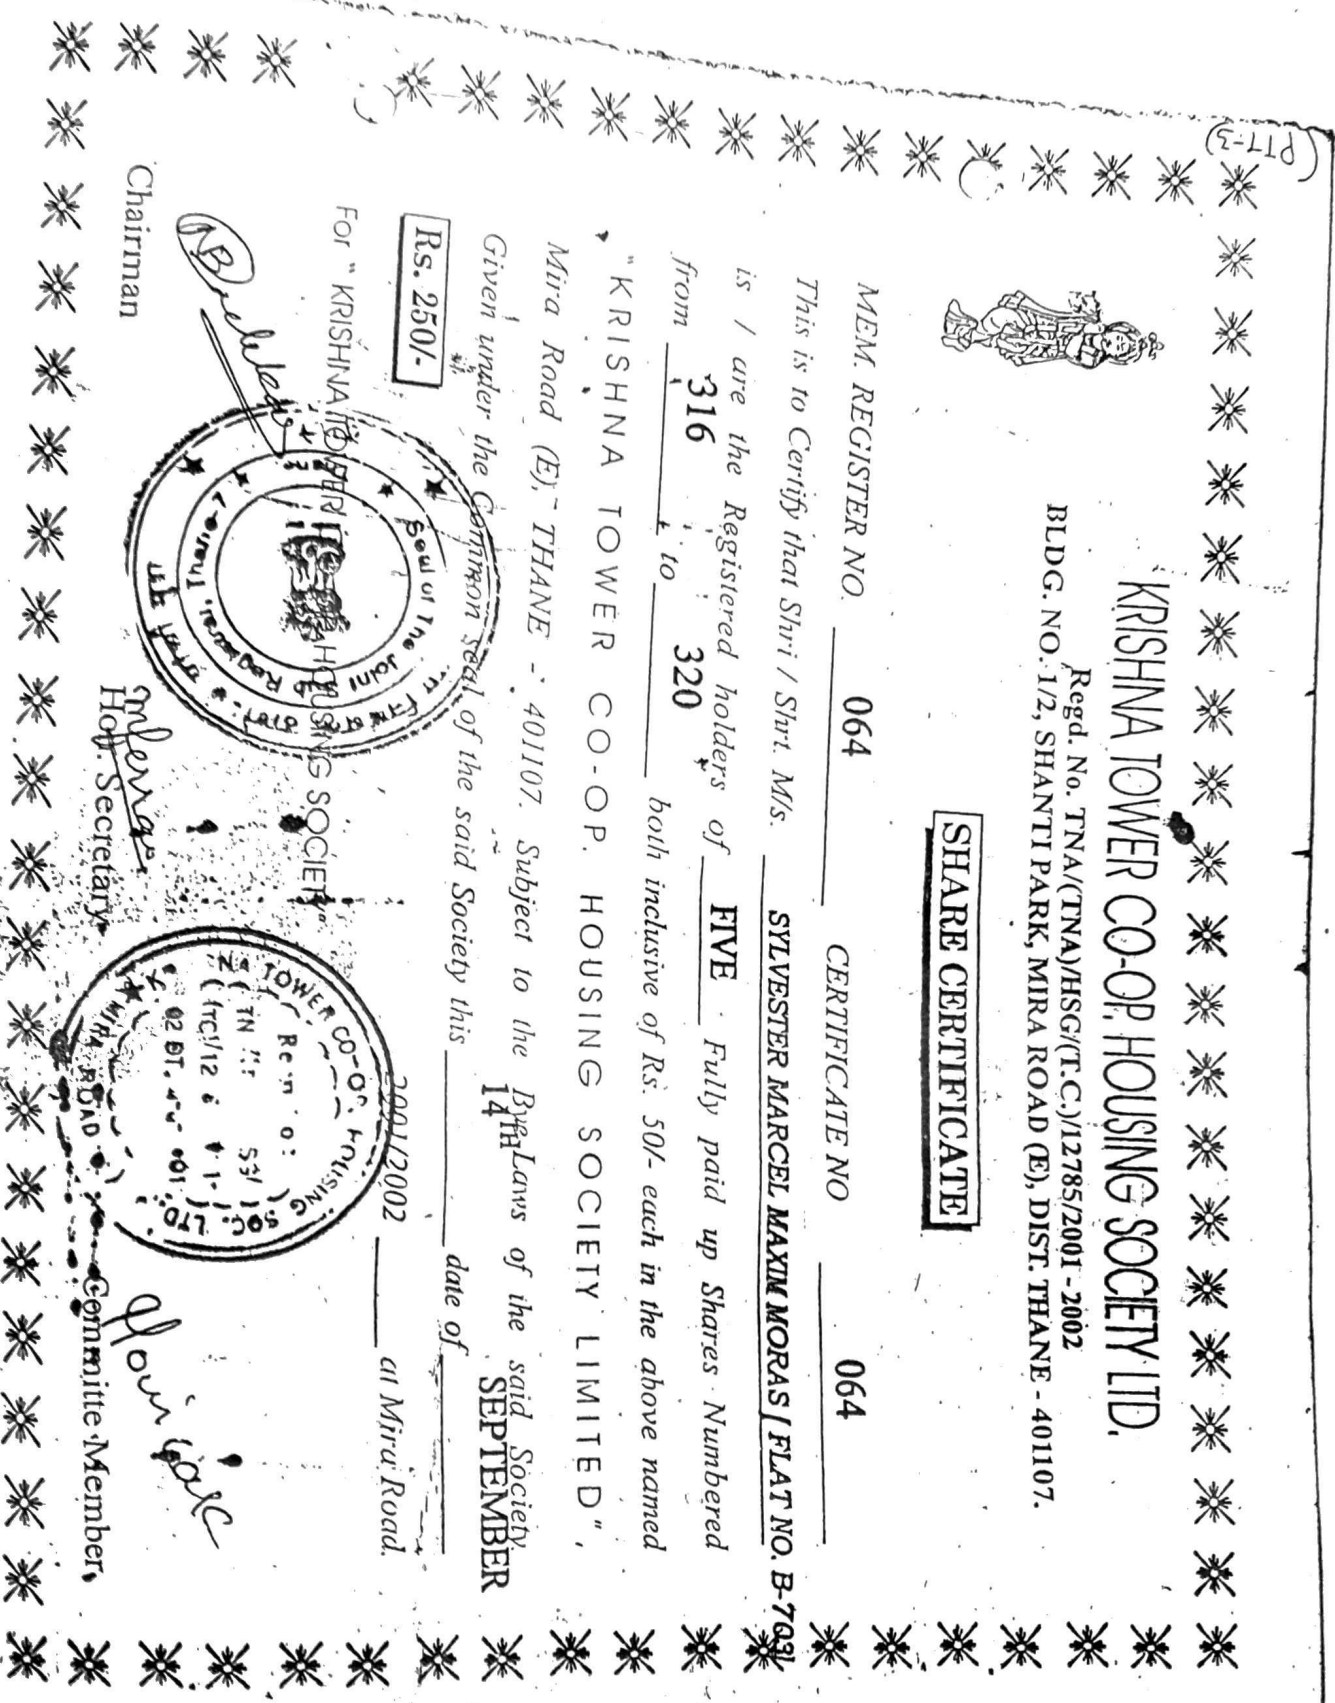 (PTT-3)
KRISHNA TOWER CO-OP. HOUSING SOCIETY LTD.
Regd. No. TNA/(TNA)/HSG/(T.C.)/12785/2001 - 2002
BLDG. NO. 1/2, SHANTI PARK, MIRA ROAD (E), DIST. THANE - 401107.
SHARE CERTIFICATE
MEM. REGISTER NO. 064 CERTIFICATE NO 064
This is to Certify that Shri / Shrt. M/s. SYLVESTER MARCEL MAXIM MORAS / FLAT NO. B-703
is / are the Registered holders of FIVE Fully paid up Shares Numbered
from 316 to 320 both inclusive of Rs. 50/- each in the above named
"KRISHNA TOWER CO-OP. HOUSING SOCIETY LIMITED",
Mira Road (E), THANE - 401107. Subject to the Bye-Laws of the said Society.
Given under the Common seal of the said Society this 14TH date of SEPTEMBER
Rs. 250/- 2001/2002 at Mira Road.
For "KRISHNA TOWER HOUSING SOCIETY"
Seal of The Joint Registrar
TOWER CO-OP. HOUSING SOC. LTD.
MIRA ROAD
Chairman Hon. Secretary Committe Member